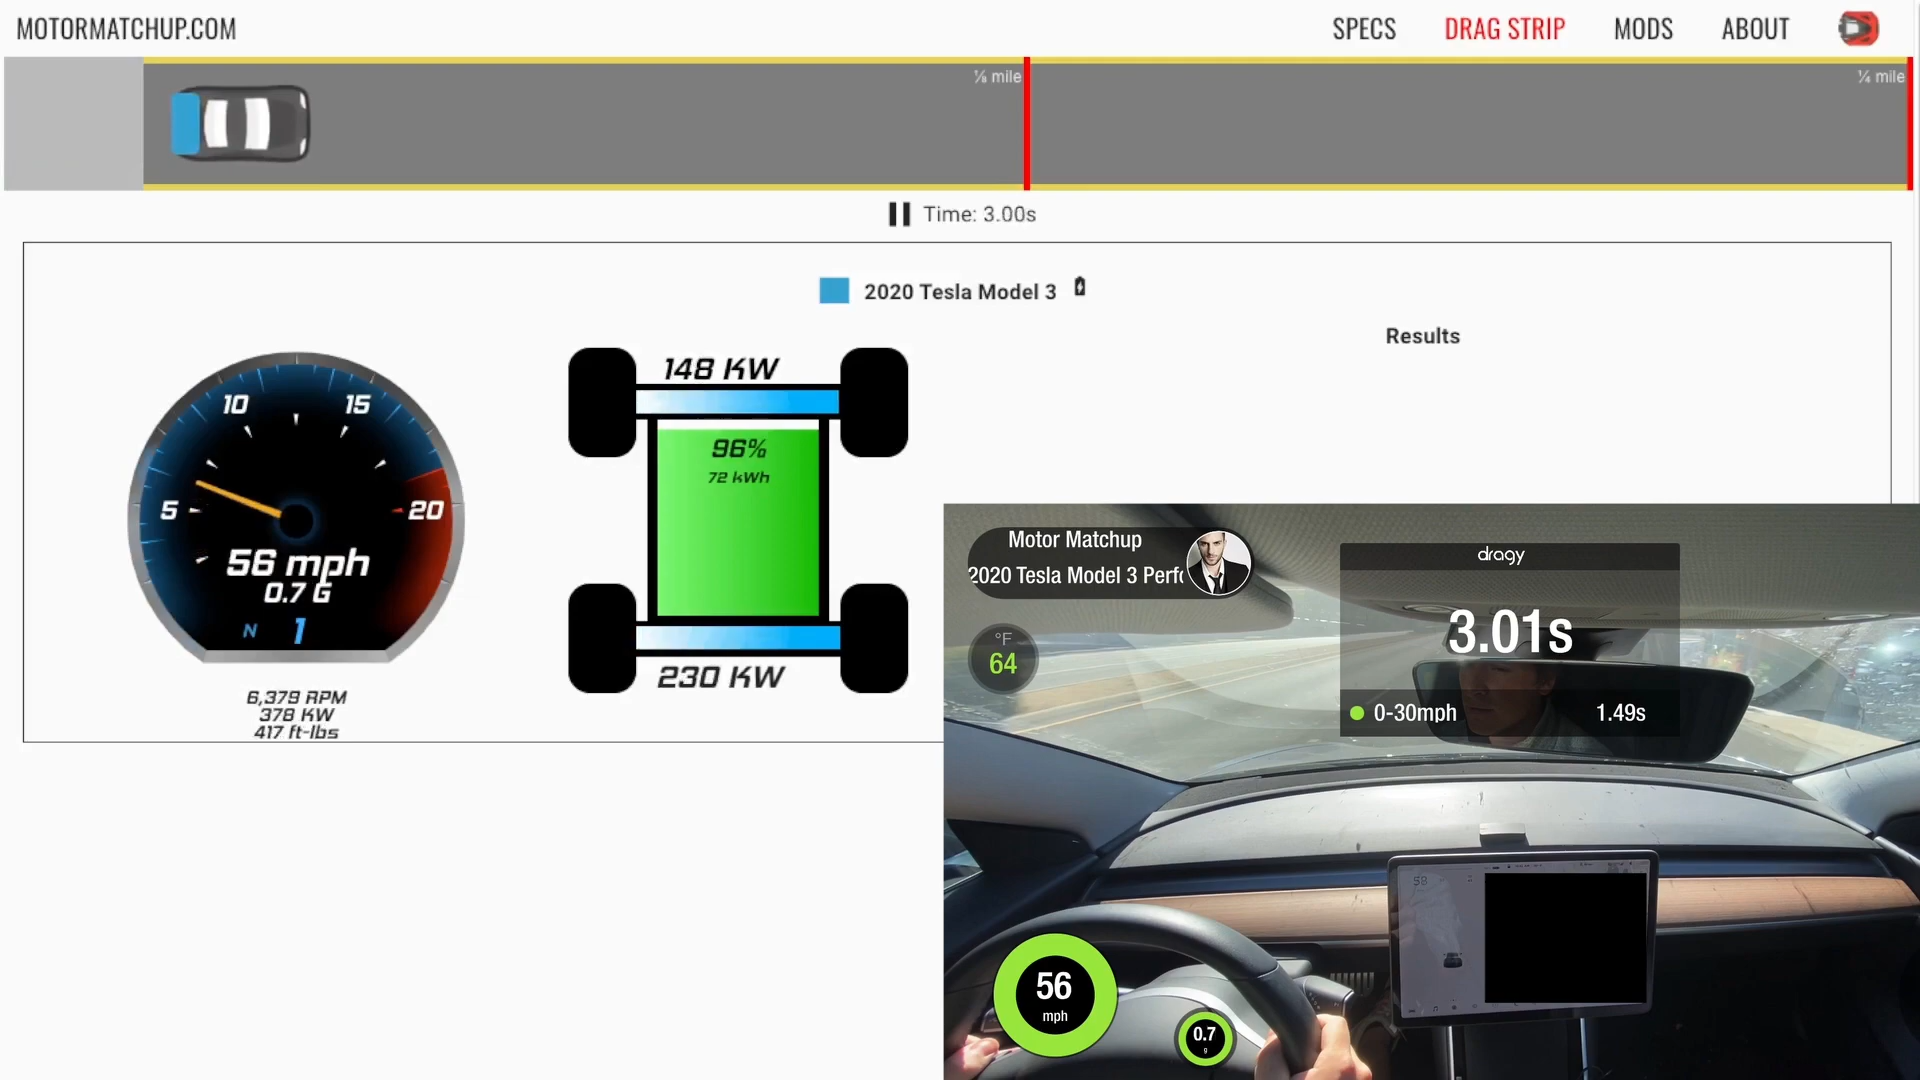 MOTORMATCHUP.COM
SPECS
DRAG STRIP
MODS
ABOUT
⅛ mile
¼ mile
Time: 3.00s
2020 Tesla Model 3
Results
5
10
15
20
56 mph
0.7 G
N 1
6,379 RPM
378 KW
417 ft-lbs
148 KW
96%
72 kWh
230 KW
Motor Matchup
2020 Tesla Model 3 Perfo
°F
64
dragy
3.01s
0-30mph 1.49s
58
56
mph
0.7
g